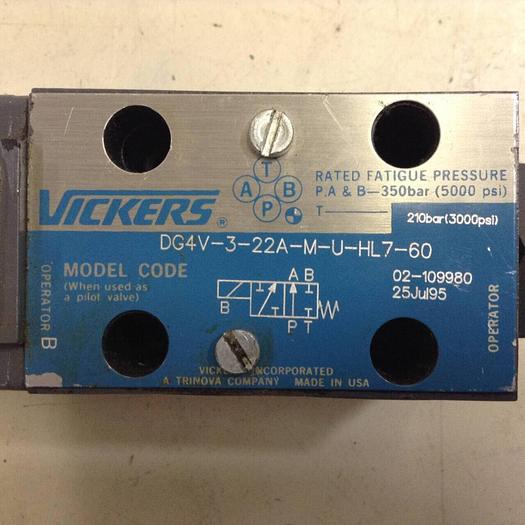 T
A B
P
RATED FATIGUE PRESSURE
P.A & B—350bar (5000 psi)
T
210bar(3000psi)
VICKERS®
DG4V-3-22A-M-U-HL7-60
MODEL CODE
(When used as
a pilot valve)
A B
B
P T
02-109980
25Jul95
OPERATOR B
OPERATOR
VICK INCORPORATED
A TRINOVA COMPANY MADE IN USA